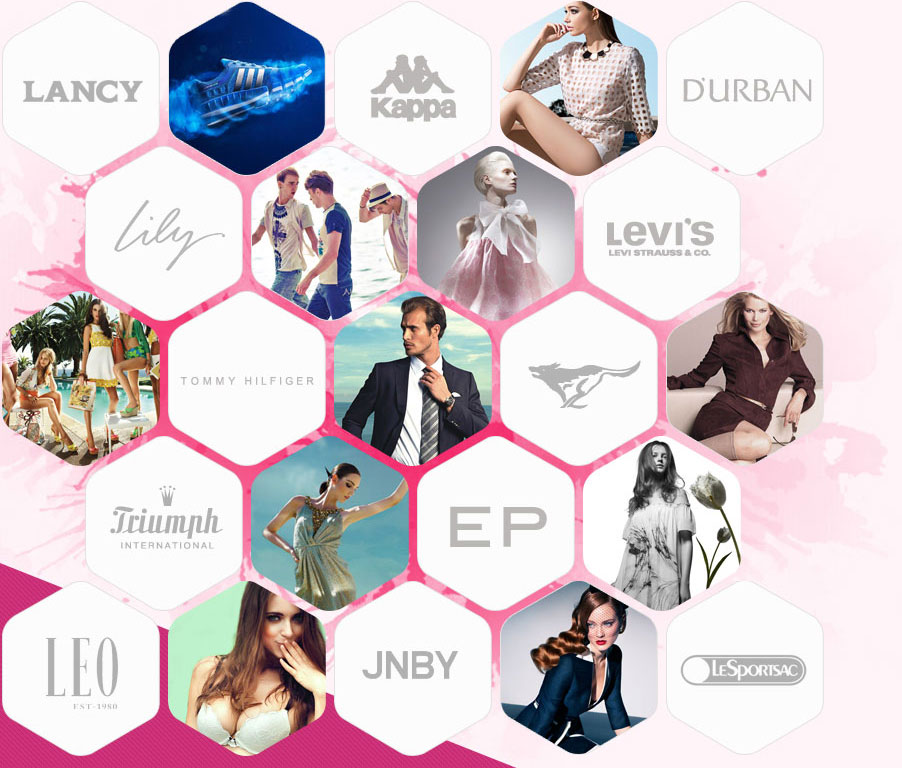 LANCY
Kappa
D'URBAN
Lily
LEVI'S
LEVI STRAUSS & CO.
TOMMY HILFIGER
Triumph
INTERNATIONAL
EP
LEO
EST-1980
JNBY
LESPORTSAC